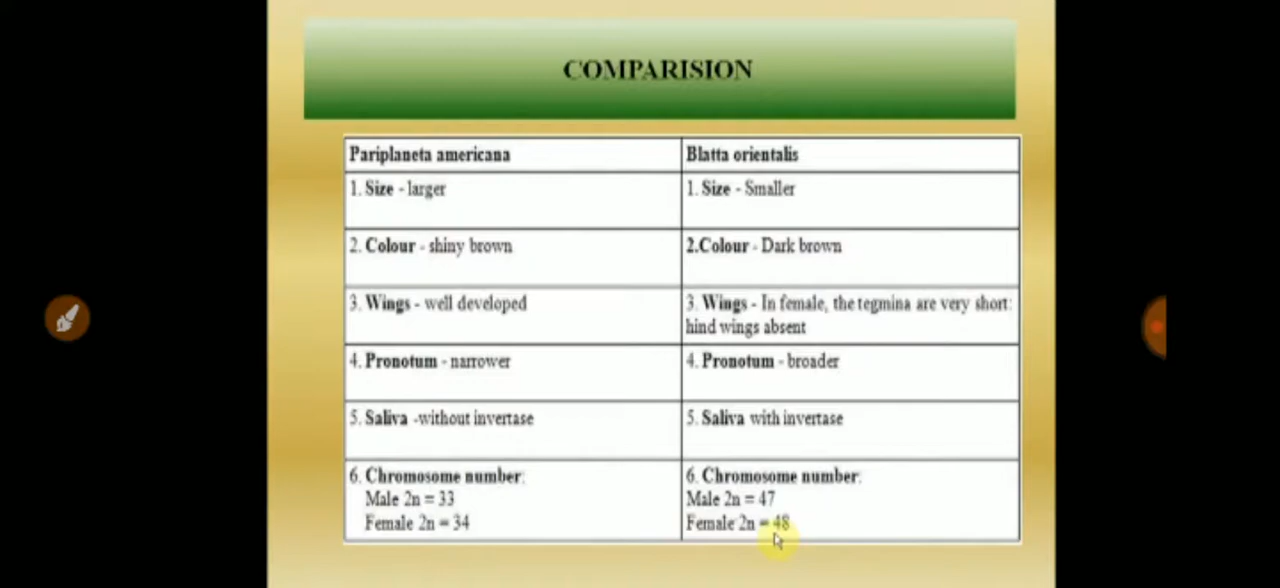 COMPARISION
Pariplaneta americana
Blatta orientalis
1. Size - larger
1. Size - Smaller
2. Colour - shiny brown
2.Colour - Dark brown
3. Wings - well developed
3. Wings - In female, the tegmina are very short:
hind wings absent
4. Pronotum - narrower
4. Pronotum - broader
5. Saliva -without invertase
5. Saliva with invertase
6. Chromosome number:
Male 2n = 33
Female 2n = 34
6. Chromosome number:
Male 2n = 47
Female 2n = 48